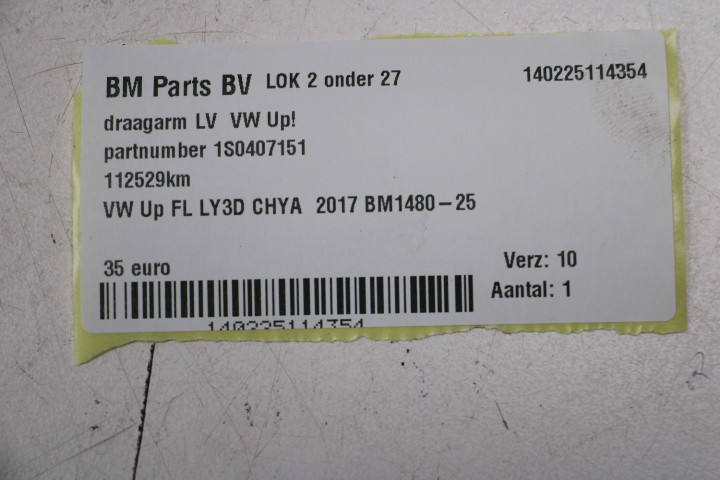 BM Parts BV LOK 2 onder 27 140225114354
draagarm LV VW Up!
partnumber 1S0407151
112529km
VW Up FL LY3D CHYA 2017 BM1480-25
35 euro Verz: 10
Aantal: 1
140225114354